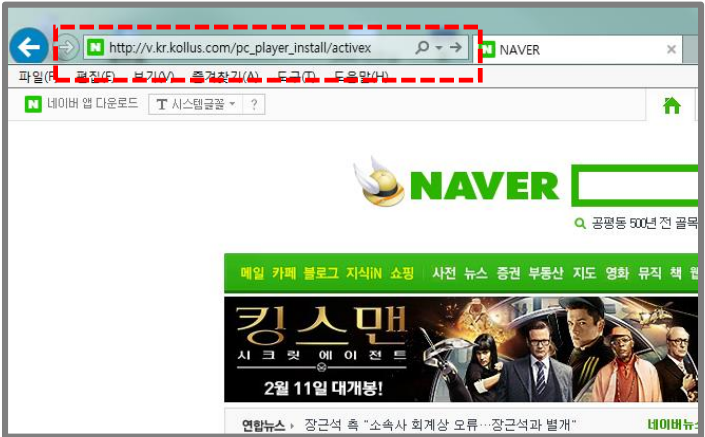 http://v.kr.kollus.com/pc_player_install/activex
NAVER
파일(F) 편집(E) 보기(V) 즐겨찾기(A) 도구(T) 도움말(H)
네이버 앱 다운로드 T 시스템글꼴 ?
NAVER
공평동 500년 전 골목
메일 카페 블로그 지식iN 쇼핑 사전 뉴스 증권 부동산 지도 영화 뮤직 책 웹
킹스맨
시크릿 에이전트
2월 11일 대개봉!
연합뉴스 › 장근석 측 "소속사 회계상 오류…장근석과 별개" 네이버뉴스